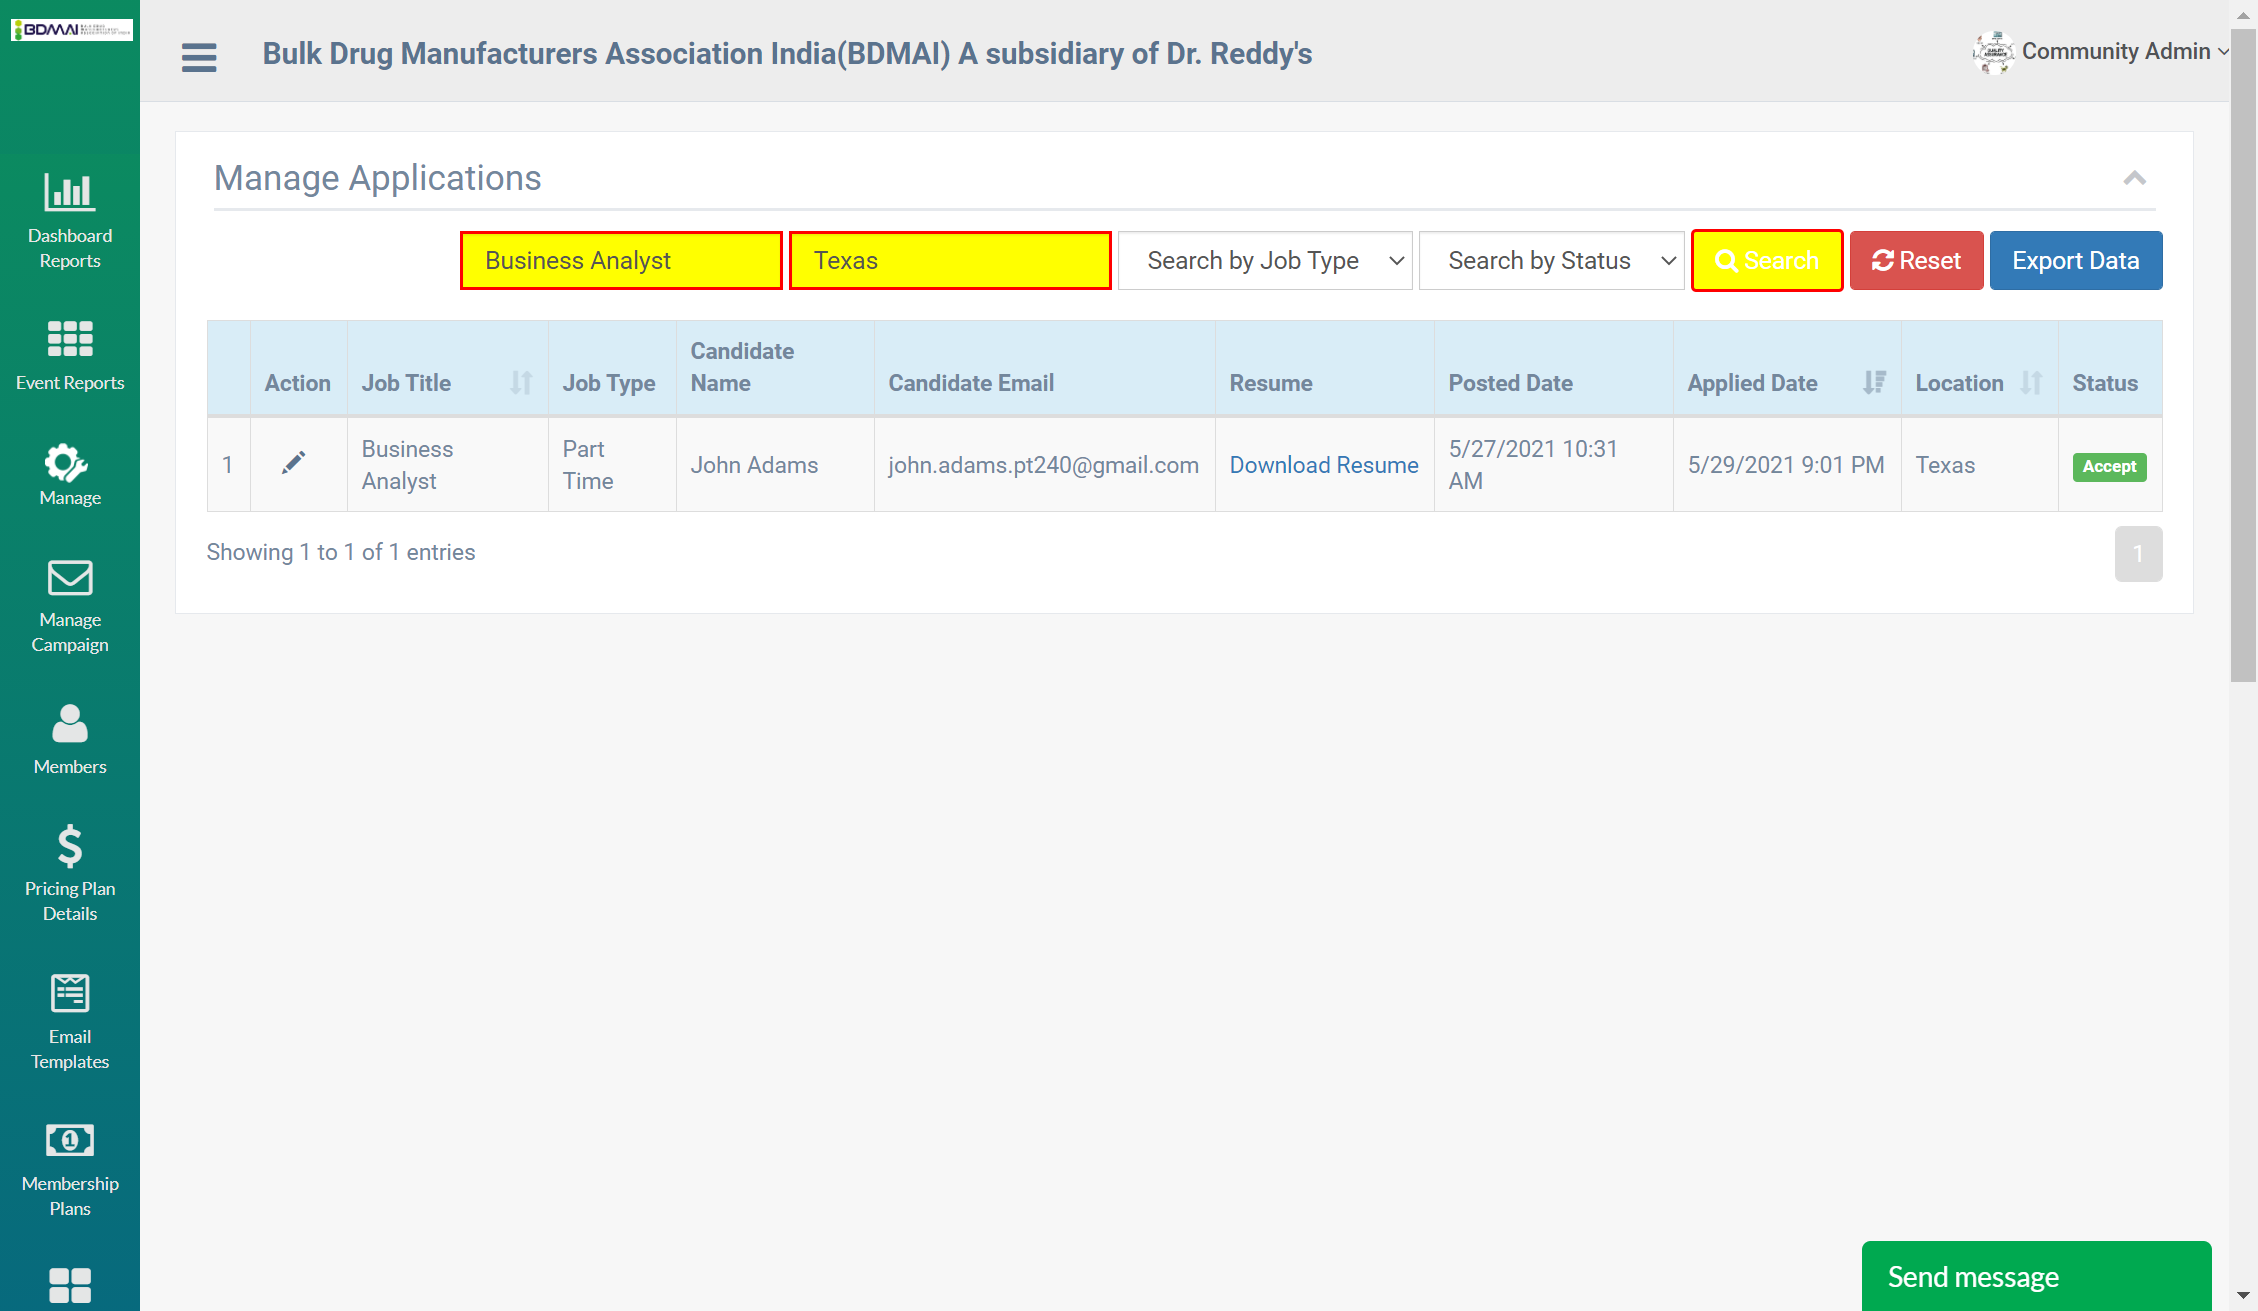 BDMAI
Bulk Drug Manufacturers Association India(BDMAI) A subsidiary of Dr. Reddy's
Community Admin
Dashboard
Reports
Event Reports
Manage
Manage
Campaign
Members
Pricing Plan
Details
Email
Templates
Membership
Plans
Manage Applications
Business Analyst
Texas
Search by Job Type
Search by Status
Search
Reset
Export Data
Action
Job Title
Job Type
Candidate
Name
Candidate Email
Resume
Posted Date
Applied Date
Location
Status
1
Business
Analyst
Part
Time
John Adams
john.adams.pt240@gmail.com
Download Resume
5/27/2021 10:31
AM
5/29/2021 9:01 PM
Texas
Accept
Showing 1 to 1 of 1 entries
1
Send message